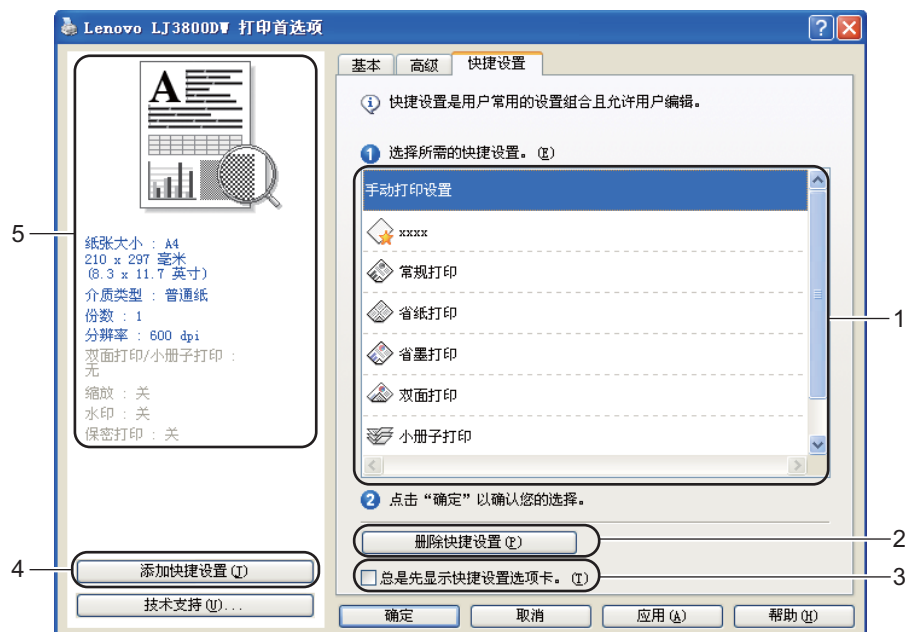 Lenovo LJ3800DW 打印首选项
基本 高级 快捷设置
快捷设置是用户常用的设置组合且允许用户编辑。
1 选择所需的快捷设置。(E)
手动打印设置
xxxx
常规打印
省纸打印
省墨打印
双面打印
小册子打印
2 点击“确定”以确认您的选择。
删除快捷设置(P)
总是先显示快捷设置选项卡。(T)
A
纸张大小 : A4
210 x 297 毫米
(8.3 x 11.7 英寸)
介质类型 : 普通纸
份数 : 1
分辨率 : 600 dpi
双面打印/小册子打印 :
无
缩放 : 关
水印 : 关
保密打印 : 关
添加快捷设置(J)
技术支持(U)...
确定 取消 应用(A) 帮助(H)
1
2
3
4
5